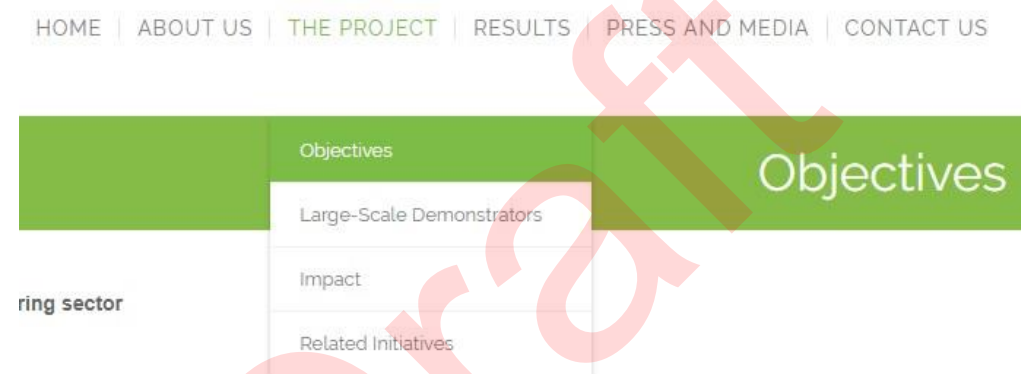 HOME | ABOUT US | THE PROJECT | RESULTS | PRESS AND MEDIA | CONTACT US
Objectives
Objectives
Large-Scale Demonstrators
Impact
ring sector
Related Initiatives
Draft